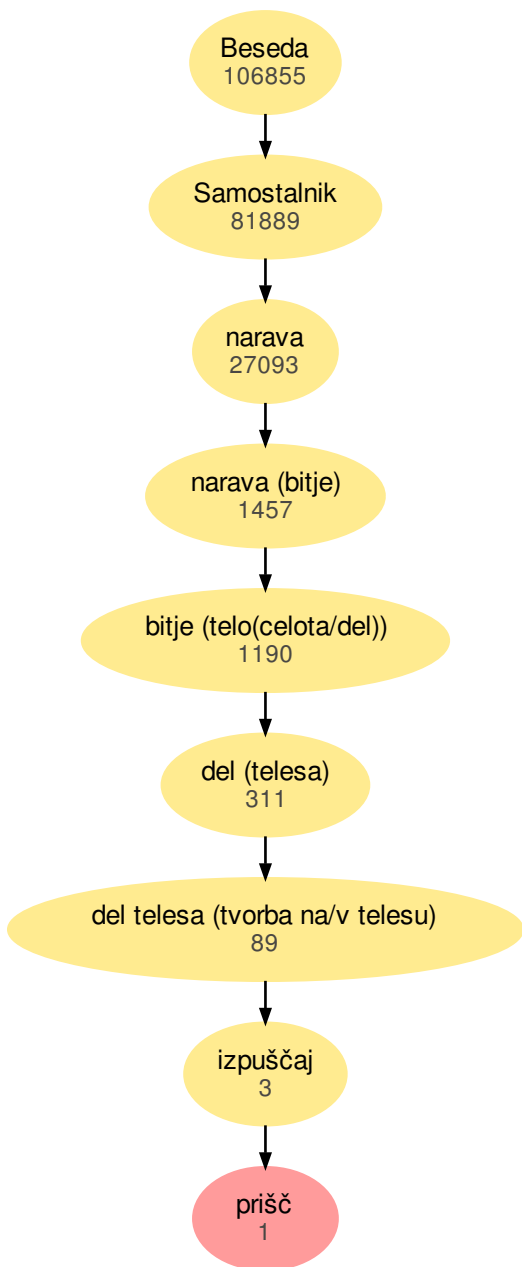 Beseda
106855
Samostalnik
81889
narava
27093
narava (bitje)
1457
bitje (telo(celota/del))
1190
del (telesa)
311
del telesa (tvorba na/v telesu)
89
izpuščaj
3
prišč
1